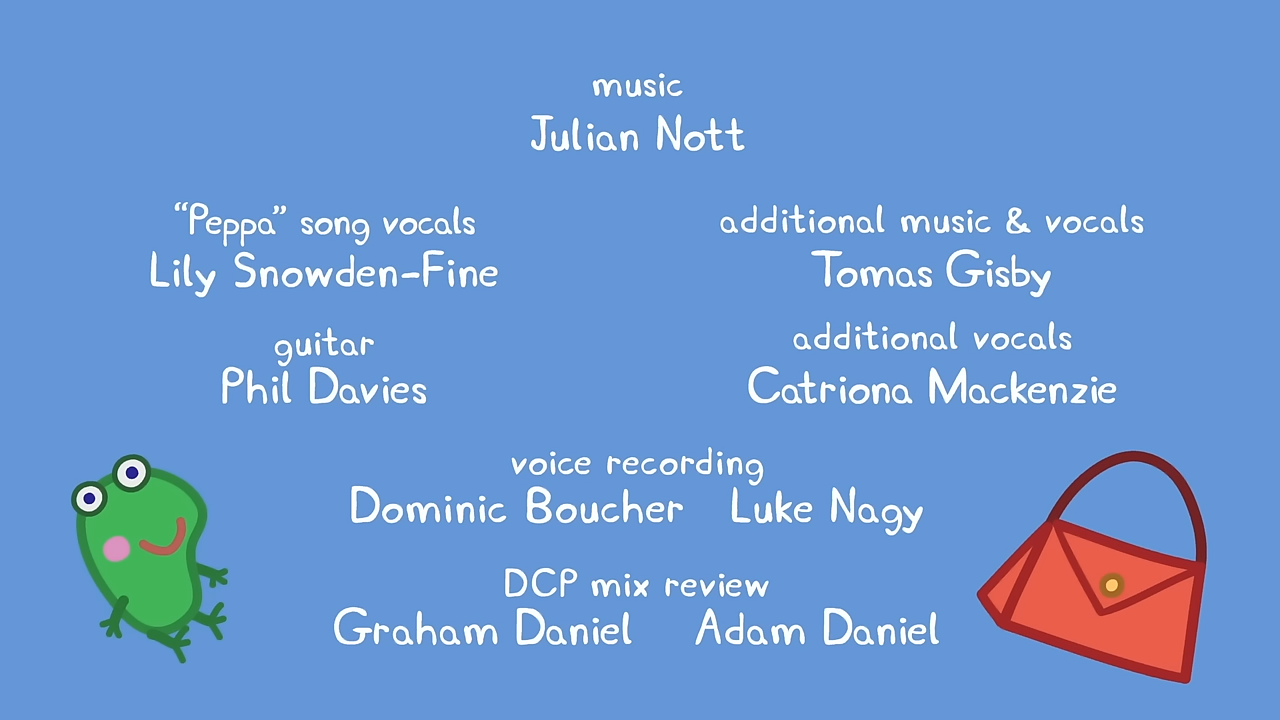 music
Julian Nott
“Peppa” song vocals
Lily Snowden-Fine
additional music & vocals
Tomas Gisby
guitar
Phil Davies
additional vocals
Catriona Mackenzie
voice recording
Dominic Boucher Luke Nagy
DCP mix review
Graham Daniel Adam Daniel